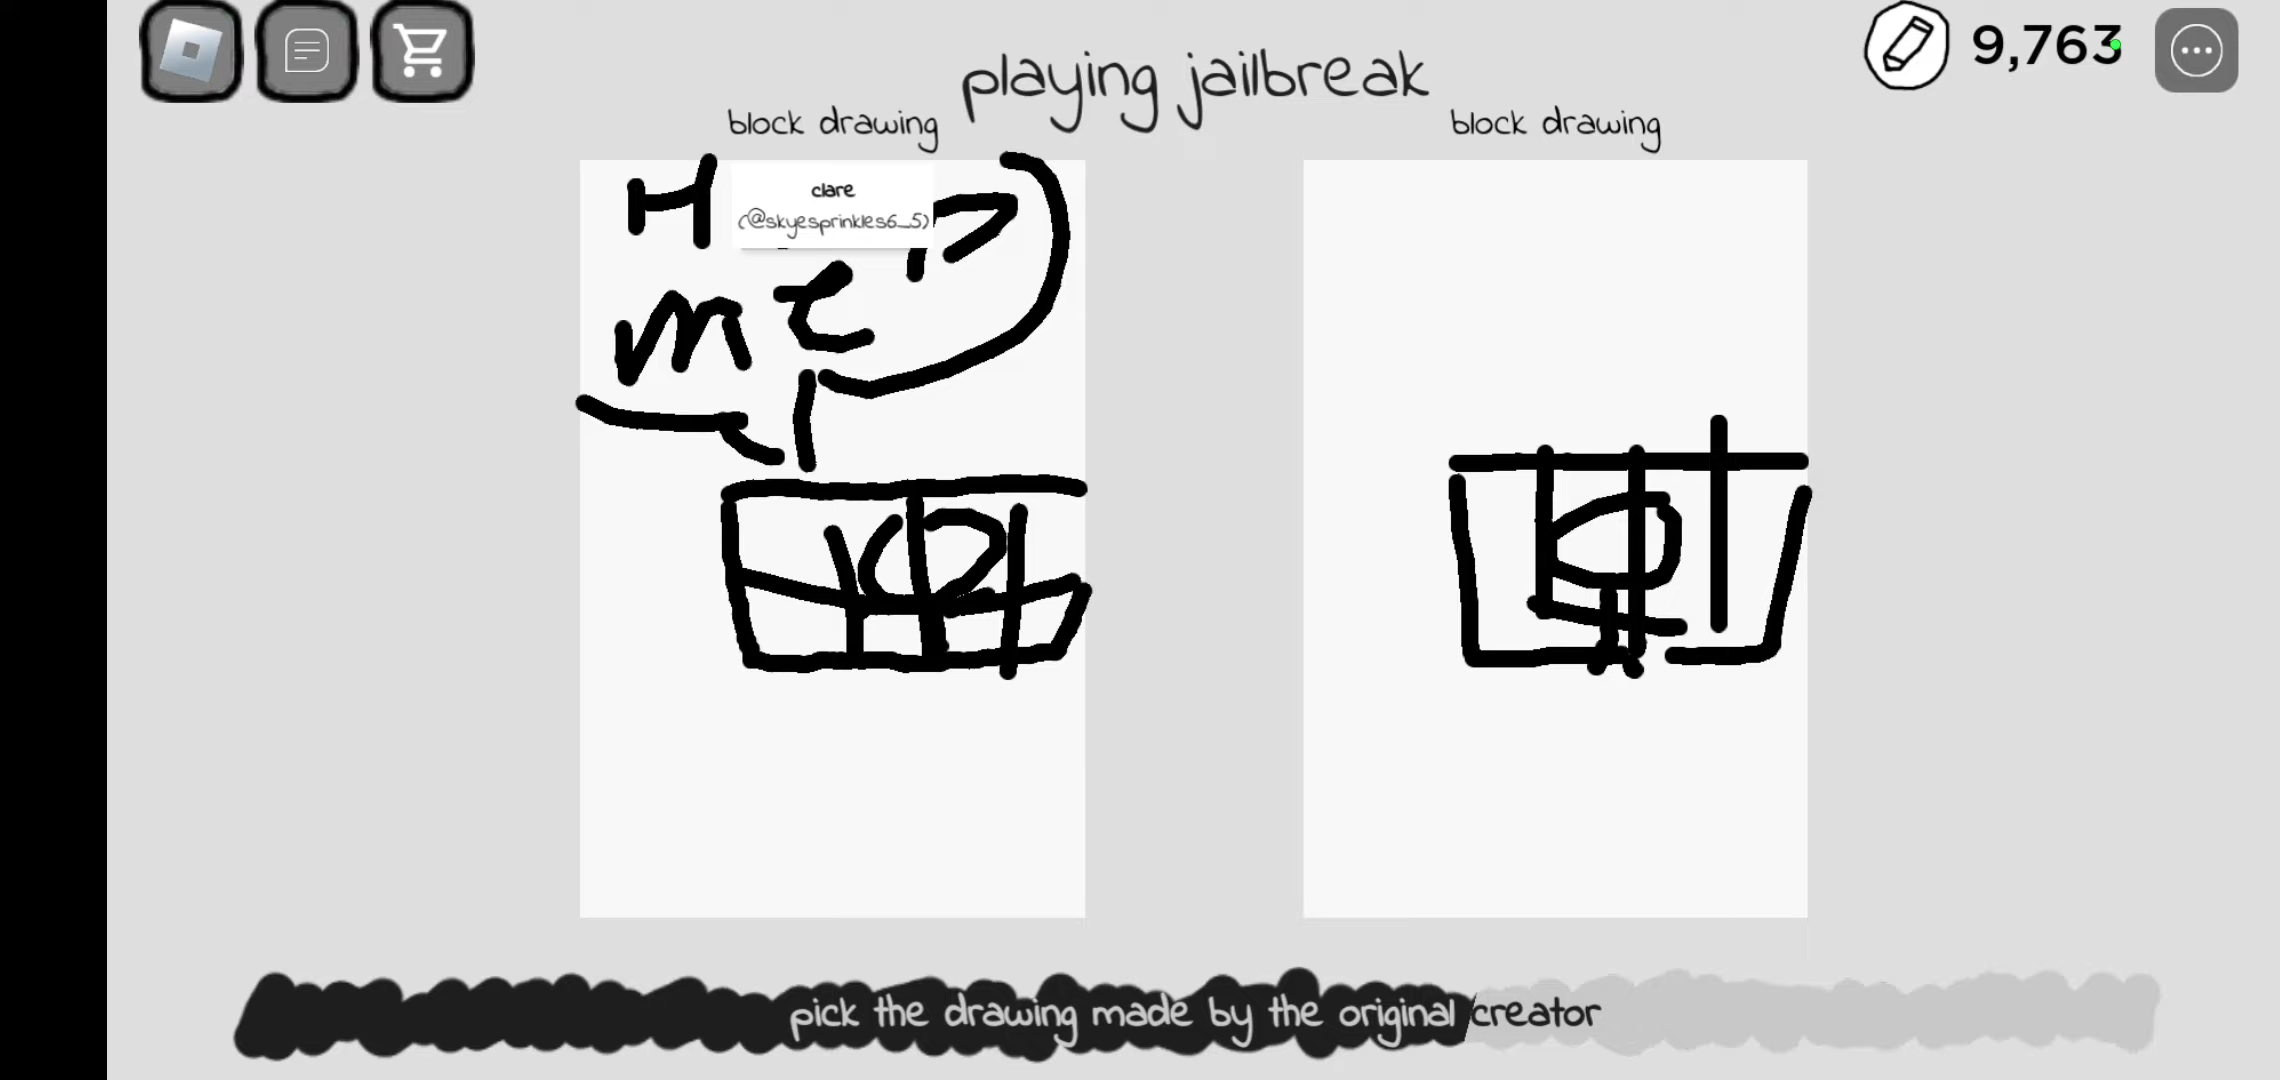 playing jailbreak
9,763
block drawing
block drawing
clare
(@skyesprinkles6_5)
H
me
pick the drawing made by the original creator